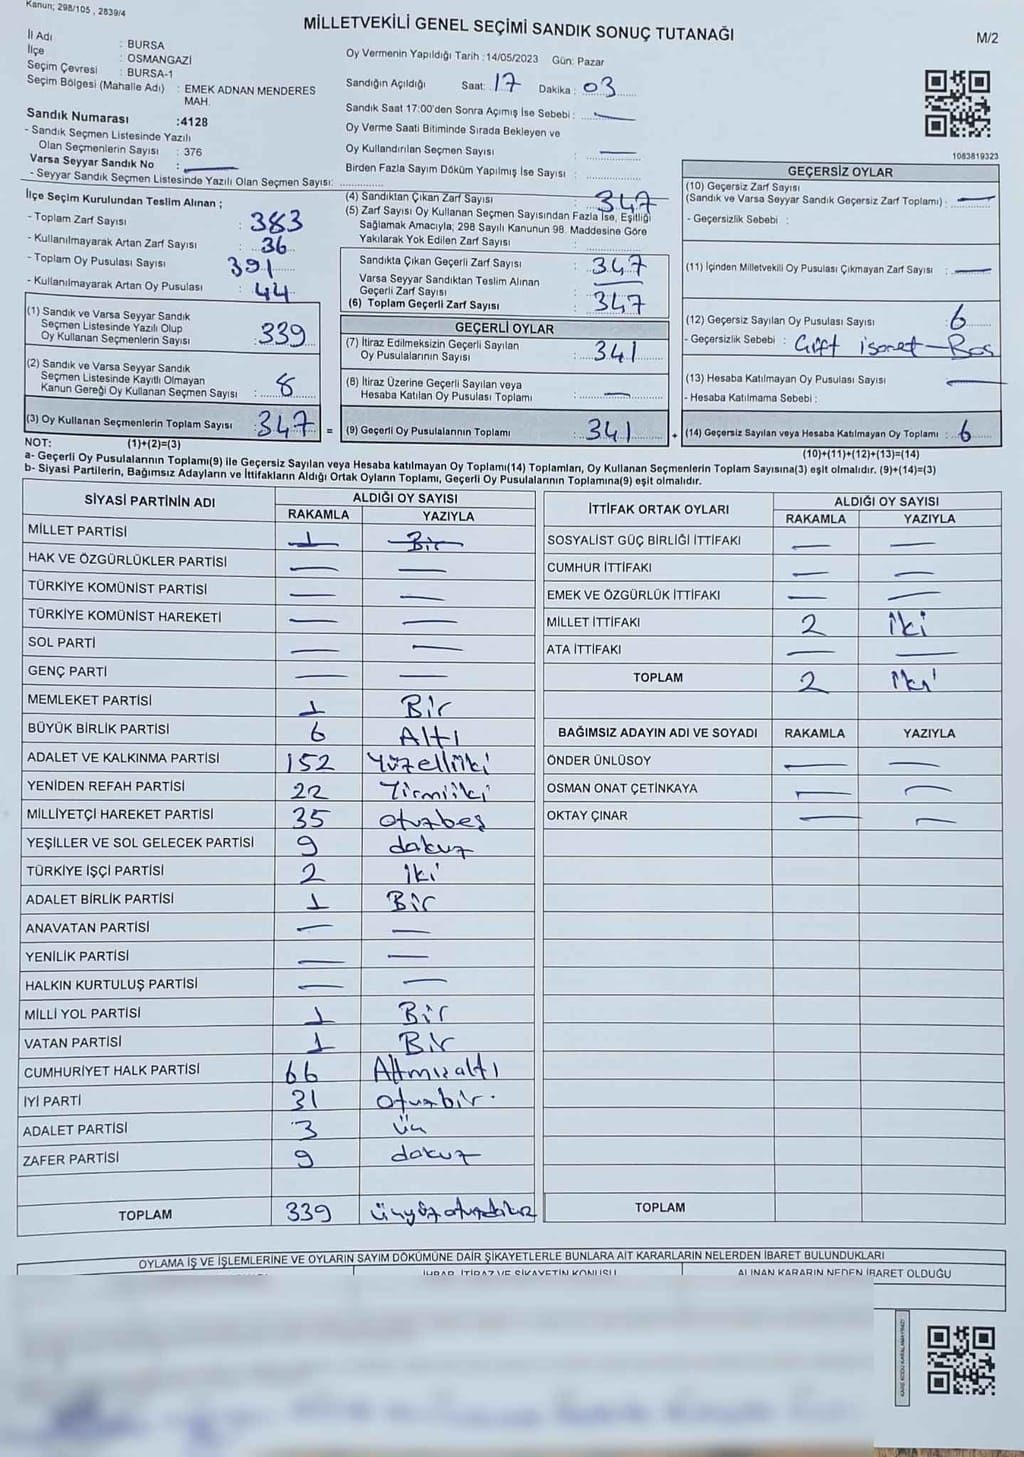 Kanun; 298/105 , 2839/4
MİLLETVEKİLİ GENEL SEÇİMİ SANDIK SONUÇ TUTANAĞI
M/2
İl Adı : BURSA
İlçe : OSMANGAZİ
Seçim Çevresi : BURSA-1
Seçim Bölgesi (Mahalle Adı) : EMEK ADNAN MENDERES MAH.
Sandık Numarası :4128
- Sandık Seçmen Listesinde Yazılı
Olan Seçmenlerin Sayısı : 376
Varsa Seyyar Sandık No : —
- Seyyar Sandık Seçmen Listesinde Yazılı Olan Seçmen Sayısı:
Oy Vermenin Yapıldığı Tarih : 14/05/2023 Gün: Pazar
Sandığın Açıldığı Saat: 17 Dakika : 03
Sandık Saat 17:00'den Sonra Açımış İse Sebebi : —
Oy Verme Saati Bitiminde Sırada Bekleyen ve
Oy Kullandırılan Seçmen Sayısı : —
Birden Fazla Sayım Döküm Yapılmış İse Sayısı :
1083819323
İlçe Seçim Kurulundan Teslim Alınan ;
- Toplam Zarf Sayısı : 383
- Kullanılmayarak Artan Zarf Sayısı : 36
- Toplam Oy Pusulası Sayısı : 391
- Kullanılmayarak Artan Oy Pusulası : 44
(1) Sandık ve Varsa Seyyar Sandık
Seçmen Listesinde Yazılı Olup
Oy Kullanan Seçmenlerin Sayısı : 339
(2) Sandık ve Varsa Seyyar Sandık
Seçmen Listesinde Kayıtlı Olmayan
Kanun Gereği Oy Kullanan Seçmen Sayısı : 8
(3) Oy Kullanan Seçmenlerin Toplam Sayısı : 347 =
(4) Sandıktan Çıkan Zarf Sayısı : 347
(5) Zarf Sayısı Oy Kullanan Seçmen Sayısından Fazla İse, Eşitliği
Sağlamak Amacıyla; 298 Sayılı Kanunun 98. Maddesine Göre
Yakılarak Yok Edilen Zarf Sayısı :
Sandıkta Çıkan Geçerli Zarf Sayısı : 347
Varsa Seyyar Sandıktan Teslim Alınan
Geçerli Zarf Sayısı : —
(6) Toplam Geçerli Zarf Sayısı : 347
GEÇERLİ OYLAR
(7) İtiraz Edilmeksizin Geçerli Sayılan
Oy Pusulalarının Sayısı : 341
(8) İtiraz Üzerine Geçerli Sayılan veya
Hesaba Katılan Oy Pusulası Toplamı : —
(9) Geçerli Oy Pusulalarının Toplamı : 341 +
GEÇERSİZ OYLAR
(10) Geçersiz Zarf Sayısı
(Sandık ve Varsa Seyyar Sandık Geçersiz Zarf Toplamı) : —
- Geçersizlik Sebebi :
(11) İçinden Milletvekili Oy Pusulası Çıkmayan Zarf Sayısı : —
(12) Geçersiz Sayılan Oy Pusulası Sayısı : 6
- Geçersizlik Sebebi : Çift işaret – Boş
(13) Hesaba Katılmayan Oy Pusulası Sayısı : —
- Hesaba Katılmama Sebebi :
(14) Geçersiz Sayılan veya Hesaba Katılmayan Oy Toplamı : 6
NOT: (1)+(2)=(3) (10)+(11)+(12)+(13)=(14)
a- Geçerli Oy Pusulalarının Toplamı(9) ile Geçersiz Sayılan veya Hesaba katılmayan Oy Toplamı(14) Toplamları, Oy Kullanan Seçmenlerin Toplam Sayısına(3) eşit olmalıdır. (9)+(14)=(3)
b- Siyasi Partilerin, Bağımsız Adayların ve İttifakların Aldığı Ortak Oyların Toplamı, Geçerli Oy Pusulalarının Toplamına(9) eşit olmalıdır.
SİYASİ PARTİNİN ADI ALDIĞI OY SAYISI
RAKAMLA YAZIYLA
MİLLET PARTİSİ 1 Bir
HAK VE ÖZGÜRLÜKLER PARTİSİ — —
TÜRKİYE KOMÜNİST PARTİSİ — —
TÜRKİYE KOMÜNİST HAREKETİ — —
SOL PARTİ — —
GENÇ PARTİ — —
MEMLEKET PARTİSİ 1 Bir
BÜYÜK BİRLİK PARTİSİ 6 Altı
ADALET VE KALKINMA PARTİSİ 152 Yüzelliiki
YENİDEN REFAH PARTİSİ 22 Yirmiiki
MİLLİYETÇİ HAREKET PARTİSİ 35 otuzbeş
YEŞİLLER VE SOL GELECEK PARTİSİ 9 dokuz
TÜRKİYE İŞÇİ PARTİSİ 2 iki
ADALET BİRLİK PARTİSİ 1 Bir
ANAVATAN PARTİSİ — —
YENİLİK PARTİSİ — —
HALKIN KURTULUŞ PARTİSİ — —
MİLLİ YOL PARTİSİ 1 Bir
VATAN PARTİSİ 1 Bir
CUMHURİYET HALK PARTİSİ 66 Altmışaltı
İYİ PARTİ 31 otuzbir.
ADALET PARTİSİ 3 üç
ZAFER PARTİSİ 9 dokuz
TOPLAM 339 üçyüzotuzdokuz
İTTİFAK ORTAK OYLARI ALDIĞI OY SAYISI
RAKAMLA YAZIYLA
SOSYALİST GÜÇ BİRLİĞİ İTTİFAKI — —
CUMHUR İTTİFAKI — —
EMEK VE ÖZGÜRLÜK İTTİFAKI — —
MİLLET İTTİFAKI 2 iki
ATA İTTİFAKI — —
TOPLAM 2 iki
BAĞIMSIZ ADAYIN ADI VE SOYADI RAKAMLA YAZIYLA
ÖNDER ÜNLÜSOY — —
OSMAN ONAT ÇETİNKAYA — —
OKTAY ÇINAR — —
TOPLAM
OYLAMA İŞ VE İŞLEMLERİNE VE OYLARIN SAYIM DÖKÜMÜNE DAİR ŞİKAYETLERLE BUNLARA AİT KARARLARIN NELERDEN İBARET BULUNDUKLARI
İHBAR, İTİRAZ VE ŞİKAYETİN KONUSU ALINAN KARARIN NEDEN İBARET OLDUĞU
KARE KODU KARALAMAYINIZ!